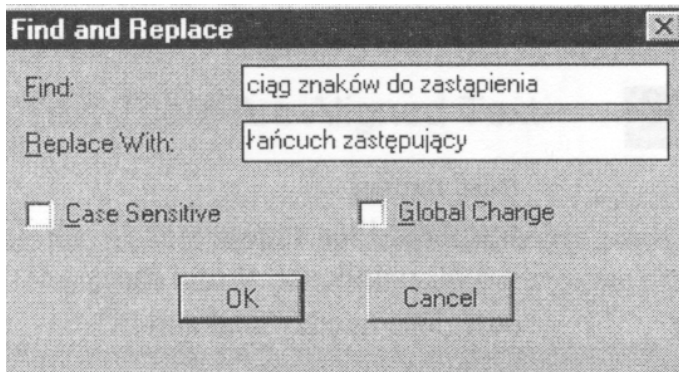 Find and Replace
Find: ciąg znaków do zastąpienia
Replace With: łańcuch zastępujący
Case Sensitive Global Change
OK Cancel